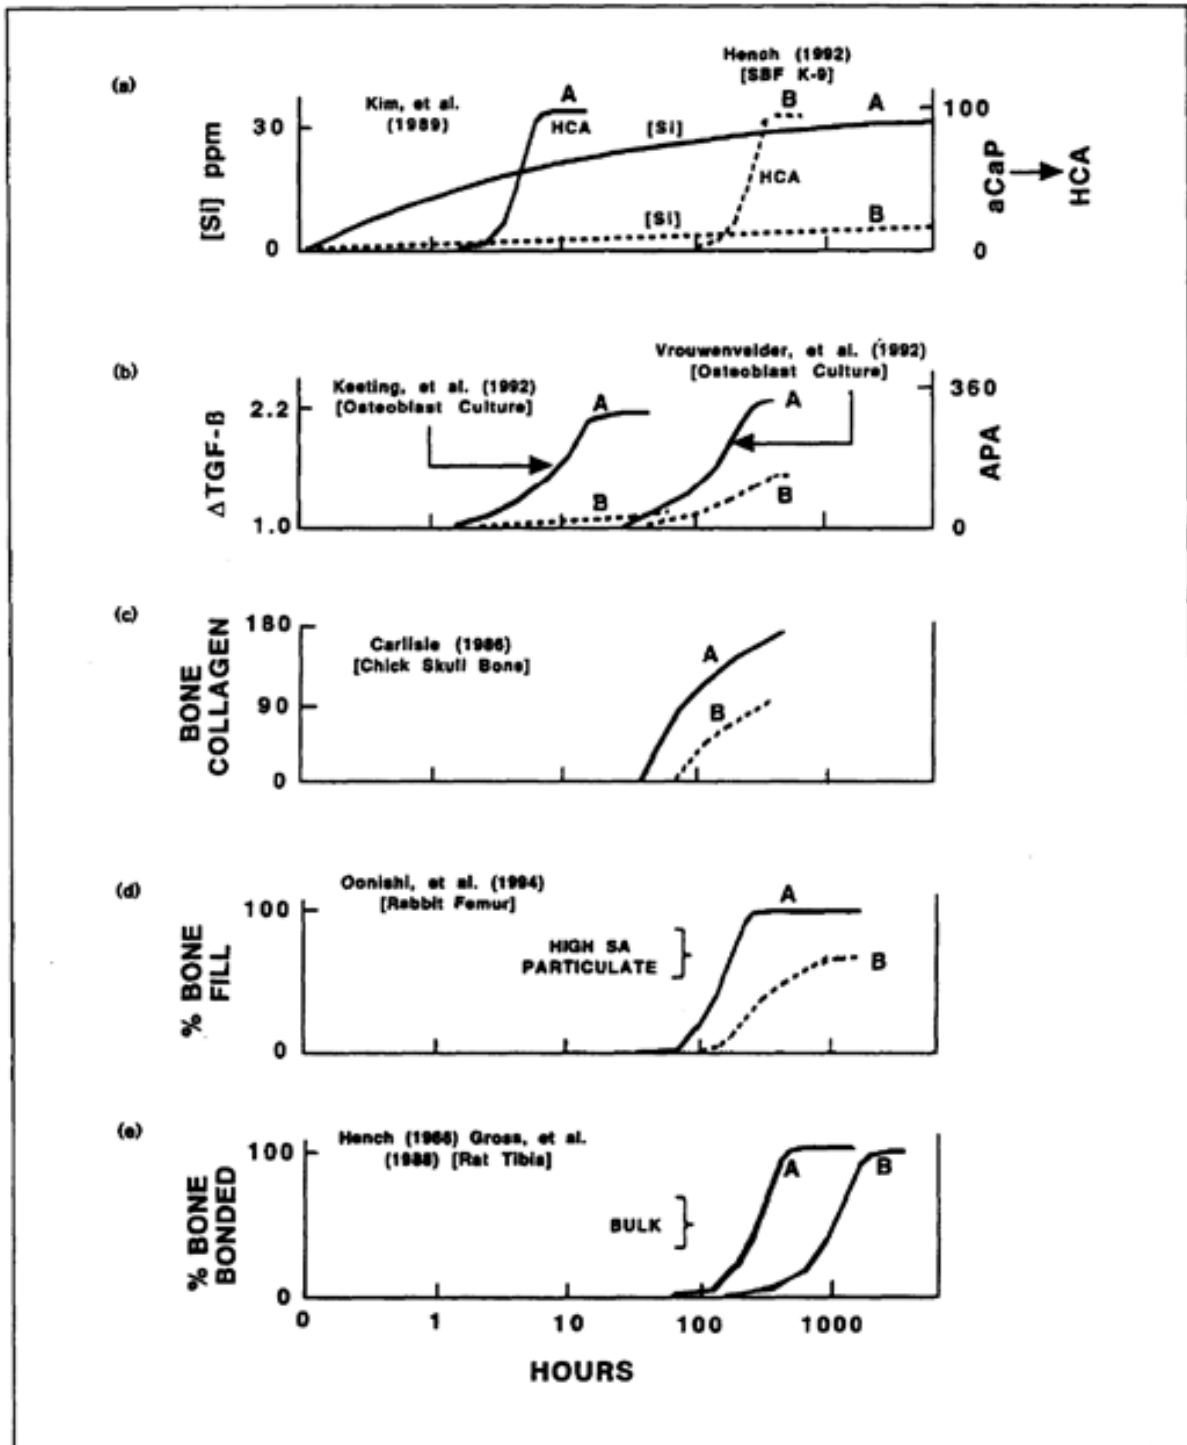 (a)
Kim, et al.
(1989)
Hench (1992)
[SBF K-9]
A
HCA
[Si]
B
A
HCA
[Si]
B
30
0
[Si] ppm
100
0
aCaP
HCA
(b)
Keeting, et al. (1992)
[Osteoblast Culture]
Vrouwenvelder, et al. (1992)
[Osteoblast Culture]
A
B
A
B
2.2
1.0
ΔTGF-ß
360
0
APA
(c)
Carlisle (1986)
[Chick Skull Bone]
A
B
180
90
0
BONE
COLLAGEN
(d)
Oonishi, et al. (1994)
[Rabbit Femur]
HIGH SA
PARTICULATE
A
B
100
0
% BONE
FILL
(e)
Hench (1988) Gross, et al.
(1988) [Rat Tibia]
BULK
A
B
100
0
% BONE
BONDED
0
1
10
100
1000
HOURS